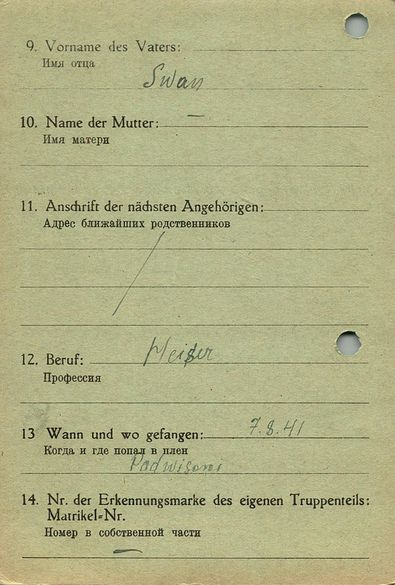 9. Vorname des Vaters:
Имя отца
Swan
10. Name der Mutter: —
Имя матери
11. Anschrift der nächsten Angehörigen:
Адрес ближайших родственников
12. Beruf:
Профессия
13 Wann und wo gefangen: 7.8.41
Когда и где попал в плен
14. Nr. der Erkennungsmarke des eigenen Truppenteils:
Matrikel-Nr.
Номер в собственной части
—